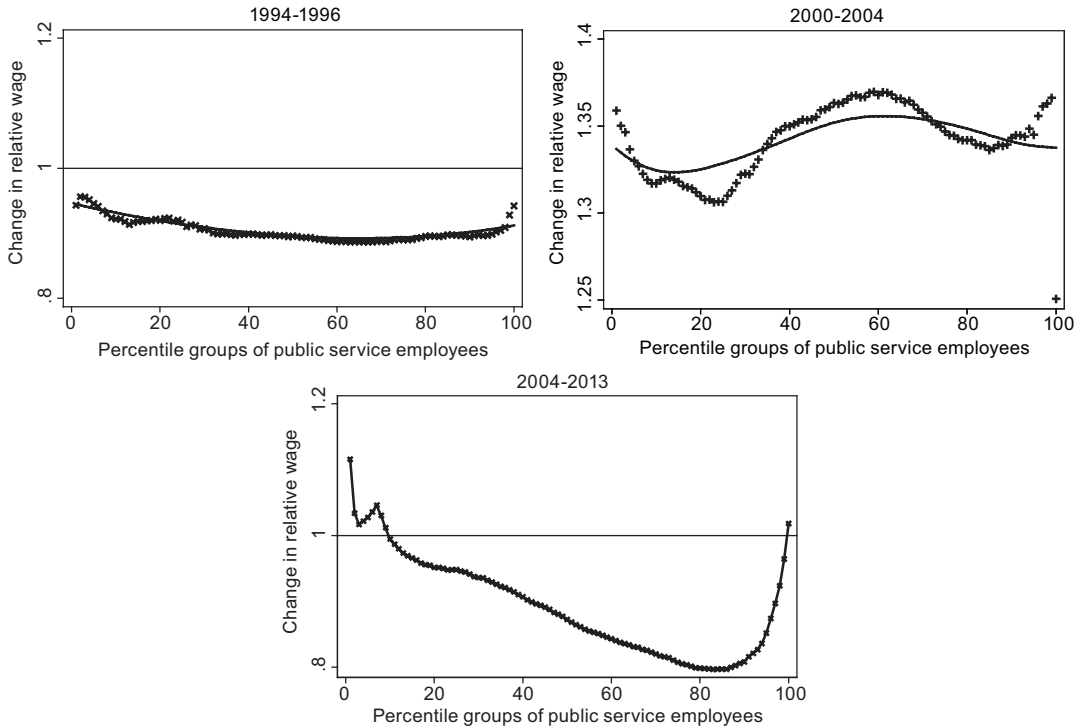 1994-1996
Change in relative wage
1.2
1
.8
0 20 40 60 80 100
Percentile groups of public service employees
2000-2004
Change in relative wage
1.4
1.35
1.3
1.25
0 20 40 60 80 100
Percentile groups of public service employees
2004-2013
Change in relative wage
1.2
1
.8
0 20 40 60 80 100
Percentile groups of public service employees